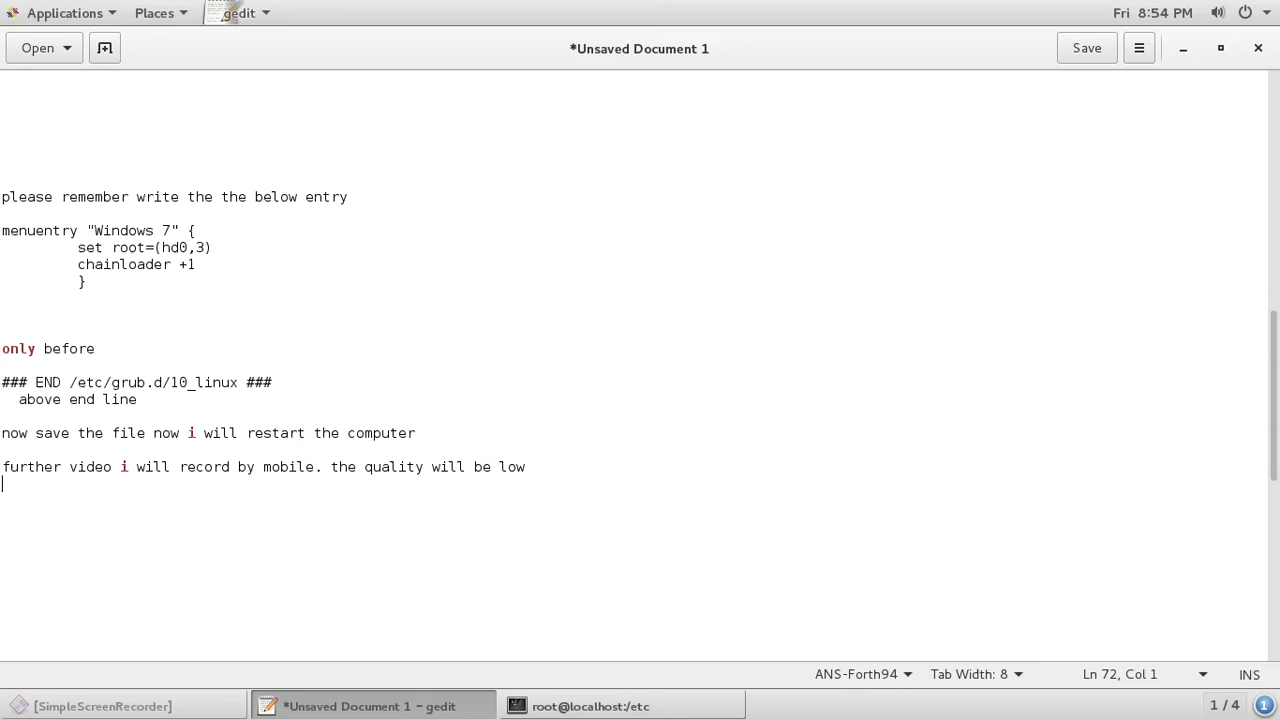 Applications Places gedit Fri 8:54 PM
Open *Unsaved Document 1 Save
please remember write the the below entry
menuentry "Windows 7" {
set root=(hd0,3)
chainloader +1
}
only before
### END /etc/grub.d/10_linux ###
above end line
now save the file now i will restart the computer
further video i will record by mobile. the quality will be low
ANS-Forth94 Tab Width: 8 Ln 72, Col 1 INS
[SimpleScreenRecorder] *Unsaved Document 1 - gedit root@localhost:/etc 1 / 4 1